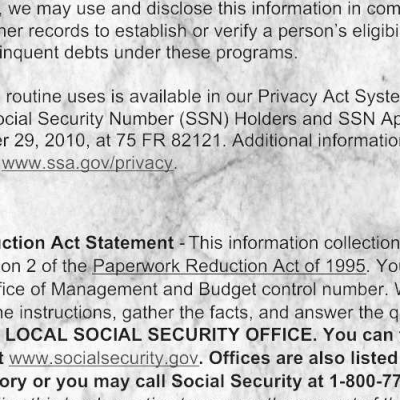 , we may use and disclose this information in com
her records to establish or verify a person's eligibi
inquent debts under these programs.
routine uses is available in our Privacy Act Syste
ocial Security Number (SSN) Holders and SSN Ap
er 29, 2010, at 75 FR 82121. Additional informatio
www.ssa.gov/privacy.
uction Act Statement - This information collection
on 2 of the Paperwork Reduction Act of 1995. Yo
fice of Management and Budget control number. W
he instructions, gather the facts, and answer the q
LOCAL SOCIAL SECURITY OFFICE. You can
t www.socialsecurity.gov. Offices are also listed
ory or you may call Social Security at 1-800-77